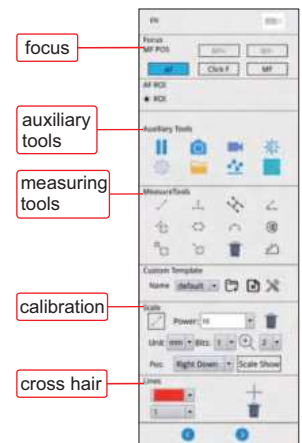 EN
focus
Focus
MF POS
MF+
MF-
AF
Click F
MF
AF ROI
ROI
auxiliary
tools
Auxiliary Tools
measuring
tools
MeasureTools
Custom Template
Name default
calibration
Scale
Power:
Unit mm Bits: 1 2
Pos: Right Down Scale Show
cross hair
Lines
1